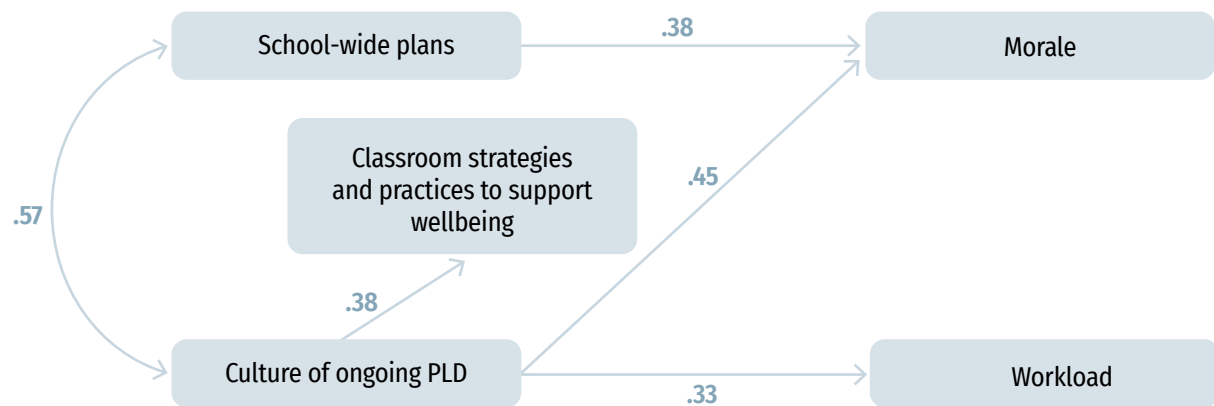 School-wide plans
.38
Morale
Classroom strategies
and practices to support
wellbeing
.45
.57
.38
Culture of ongoing PLD
.33
Workload